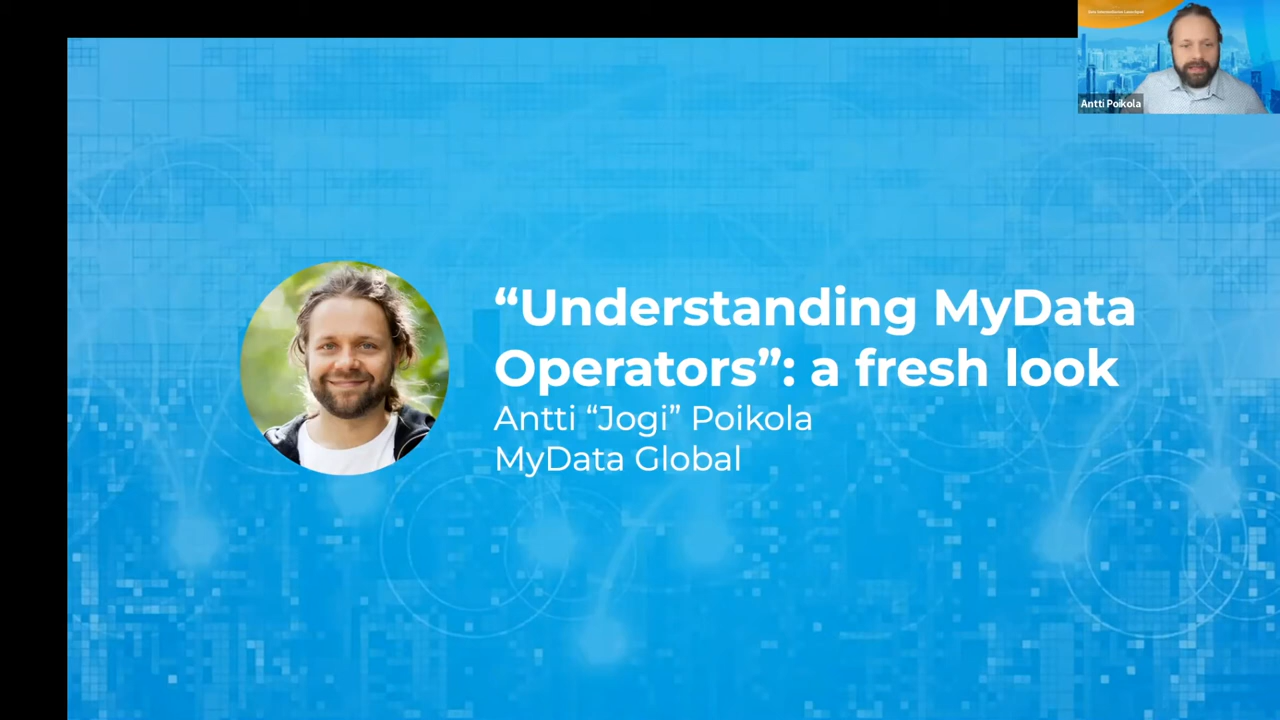 Antti Poikola
“Understanding MyData
Operators”: a fresh look
Antti “Jogi” Poikola
MyData Global